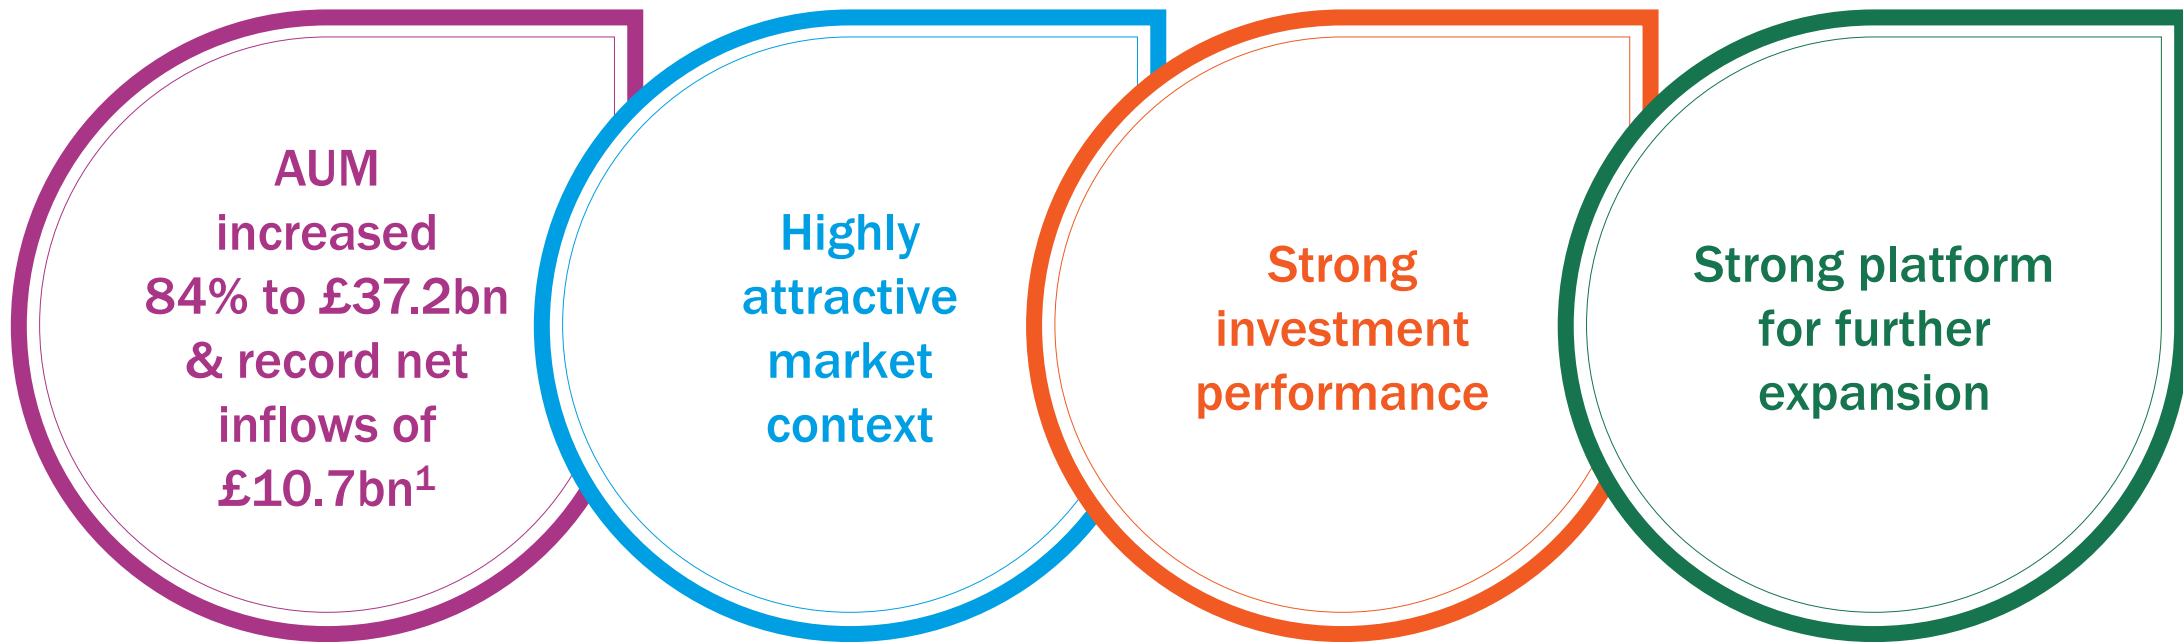 AUM
increased
84% to £37.2bn
& record net
inflows of
£10.7bn¹
Highly
attractive
market
context
Strong
investment
performance
Strong platform
for further
expansion